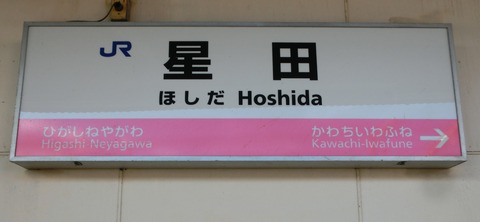 JR 星田
ほしだ Hoshida
ひがしねやがわ かわちいわふね
Higashi-Neyagawa Kawachi-Iwafune →